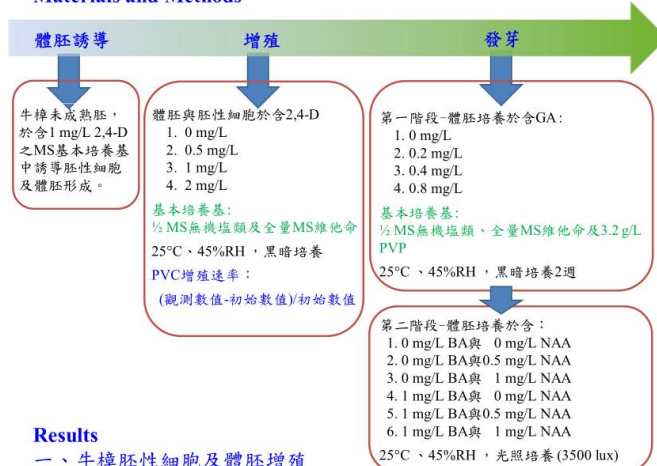 Materials and Methods
體胚誘導
增殖
發芽
牛樟未成熟胚，
於含1 mg/L 2,4-D
之MS基本培養基
中誘導胚性細胞
及體胚形成。
體胚與胚性細胞於含2,4-D
1. 0 mg/L
2. 0.5 mg/L
3. 1 mg/L
4. 2 mg/L
基本培養基:
½ MS無機塩類及全量MS維他命
25°C、45%RH ，黑暗培養
PVC增殖速率：
(觀測數值-初始數值)/初始數值
第一階段-體胚培養於含GA:
1. 0 mg/L
2. 0.2 mg/L
3. 0.4 mg/L
4. 0.8 mg/L
基本培養基:
½ MS無機塩類、全量MS維他命及3.2 g/L
PVP
25°C 、45%RH ，黑暗培養2週
第二階段-體胚培養於含：
1. 0 mg/L BA與 0 mg/L NAA
2. 0 mg/L BA與0.5 mg/L NAA
3. 0 mg/L BA與 1 mg/L NAA
4. 1 mg/L BA與 0 mg/L NAA
5. 1 mg/L BA與0.5 mg/L NAA
6. 1 mg/L BA與 1 mg/L NAA
25°C 、45%RH ，光照培養 (3500 lux)
Results
一、牛樟胚性細胞及體胚增殖